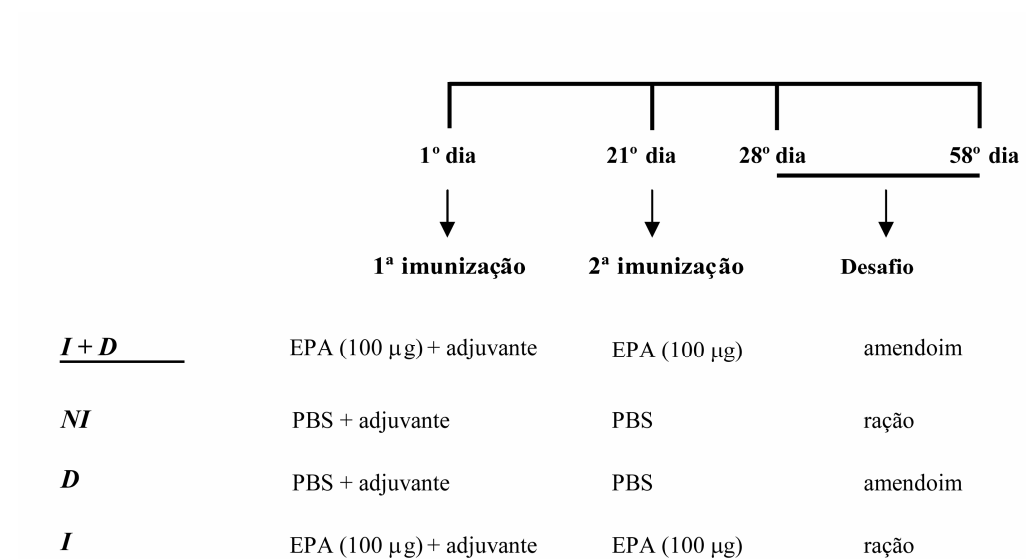 1º dia 21º dia 28º dia 58º dia
1ª imunização 2ª imunização Desafio
I + D EPA (100 µg) + adjuvante EPA (100 µg) amendoim
NI PBS + adjuvante PBS ração
D PBS + adjuvante PBS amendoim
I EPA (100 µg) + adjuvante EPA (100 µg) ração